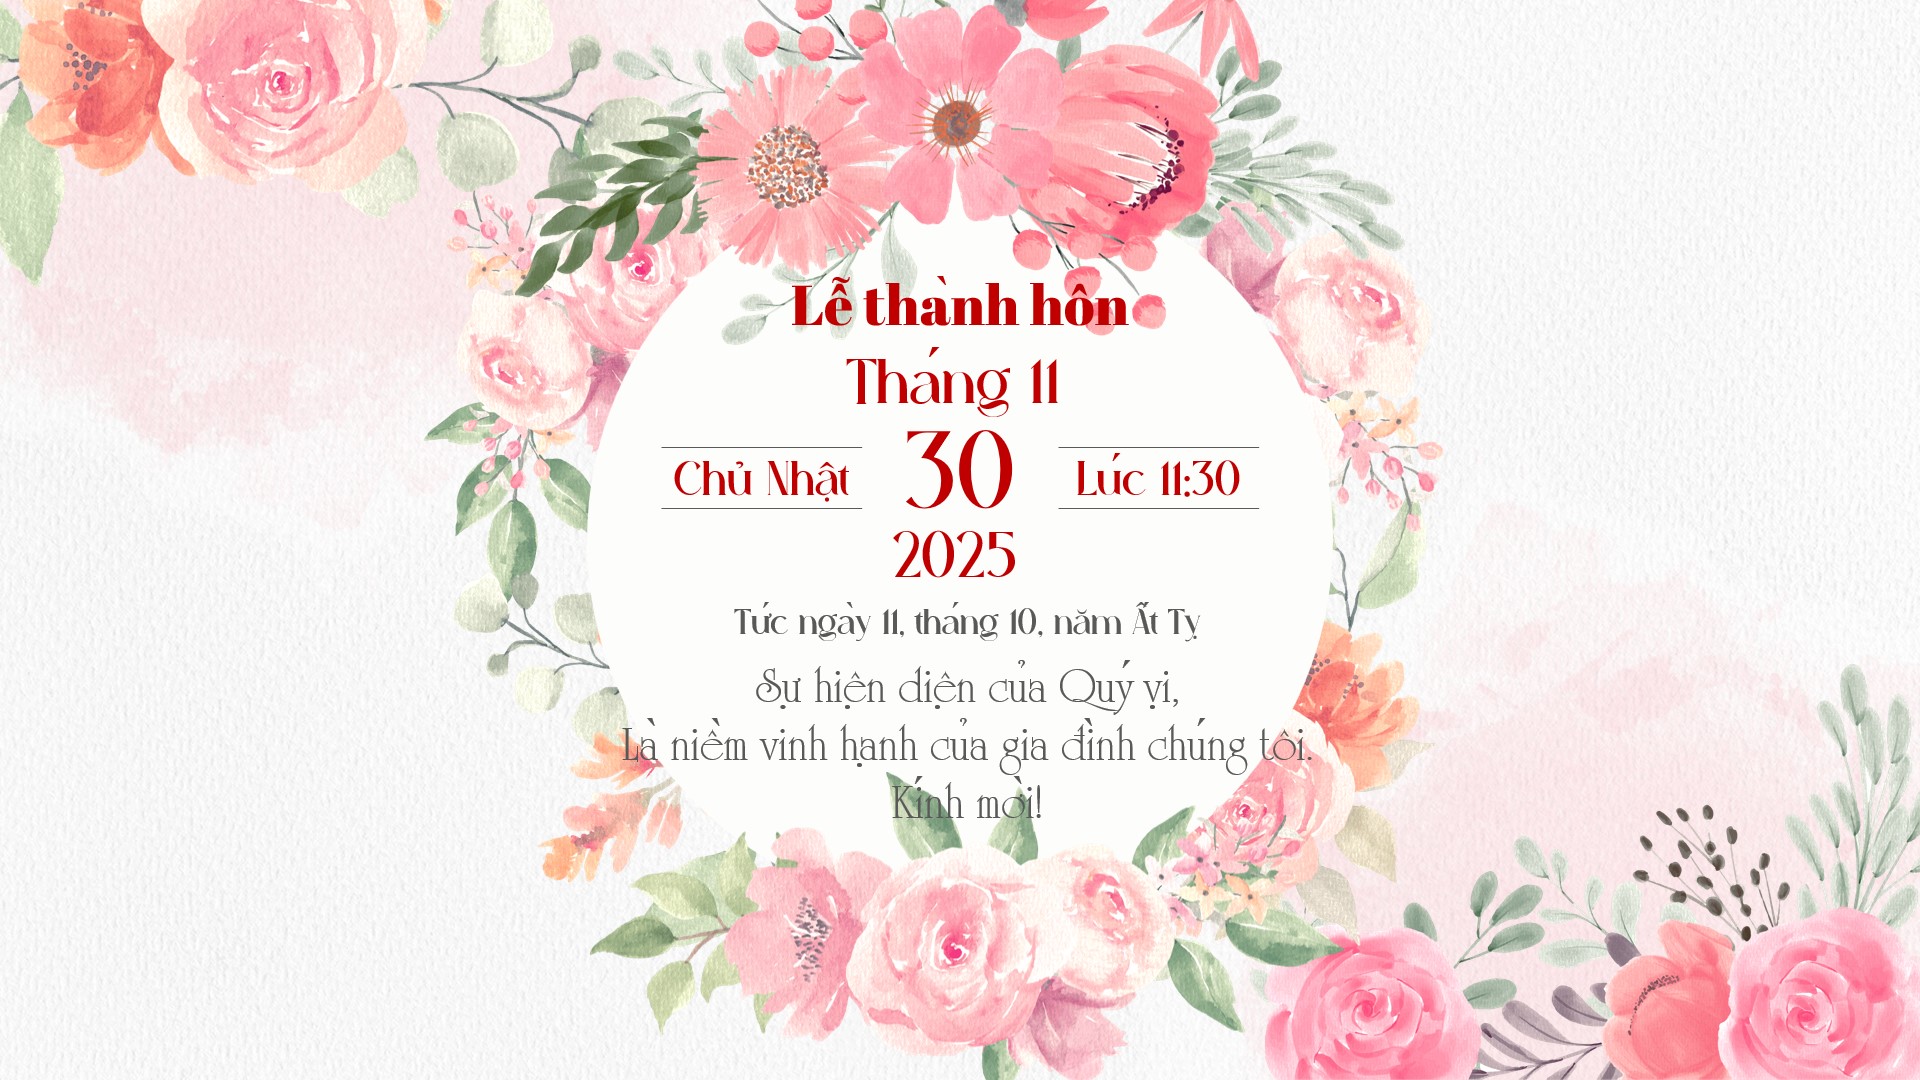 Lễ thành hôn
Tháng 11
Chủ Nhật 30 Lúc 11:30
2025
Tức ngày 11, tháng 10, năm Ất Tỵ
Sự hiện diện của Quý vị,
Là niềm vinh hạnh của gia đình chúng tôi.
Kính mời!